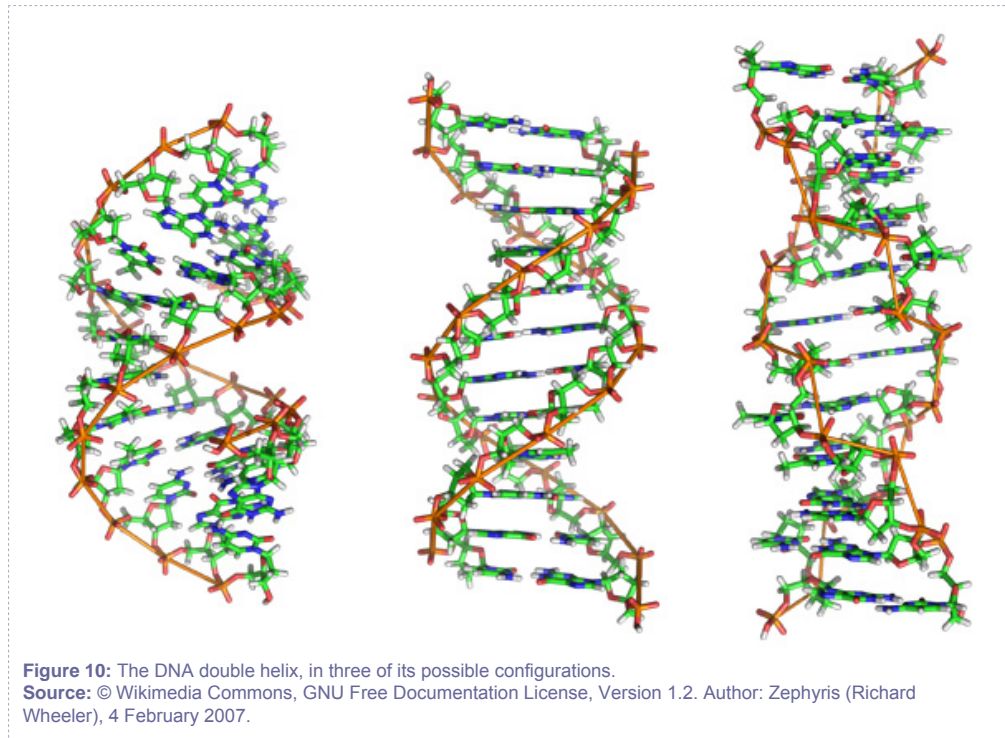 Figure 10: The DNA double helix, in three of its possible configurations.
Source: © Wikimedia Commons, GNU Free Documentation License, Version 1.2. Author: Zephyris (Richard
Wheeler), 4 February 2007.